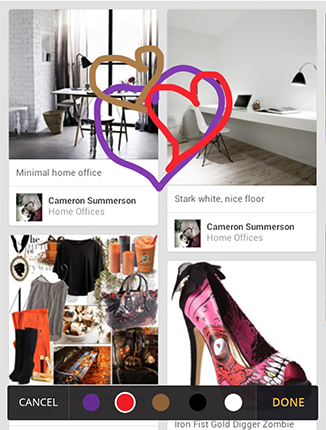 Minimal home office
Cameron Summerson
Home Offices
Stark white, nice floor
Cameron Summerson
Home Offices
CANCEL
DONE
Iron Fist Gold Digger Zombie